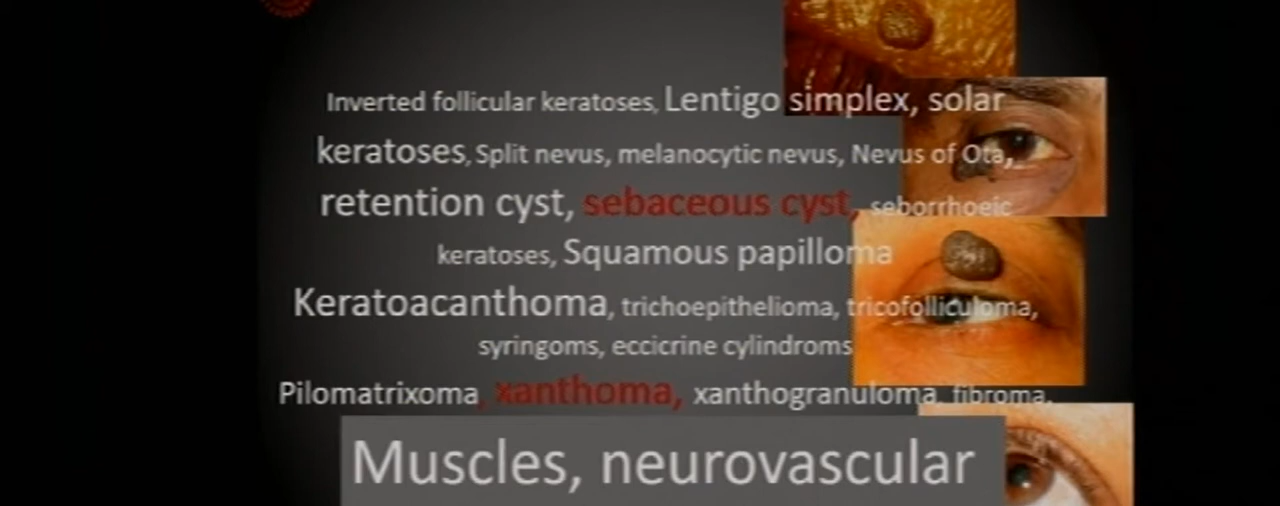 Inverted follicular keratoses, Lentigo simplex, solar
keratoses, Split nevus, melanocytic nevus, Nevus of Ota,
retention cyst, sebaceous cyst, seborrhoeic
keratoses, Squamous papilloma
Keratoacanthoma, trichoepithelioma, tricofolliculoma,
syringoms, eccicrine cylindroms
Pilomatrixoma, xanthoma, xanthogranuloma, fibroma,
Muscles, neurovascular